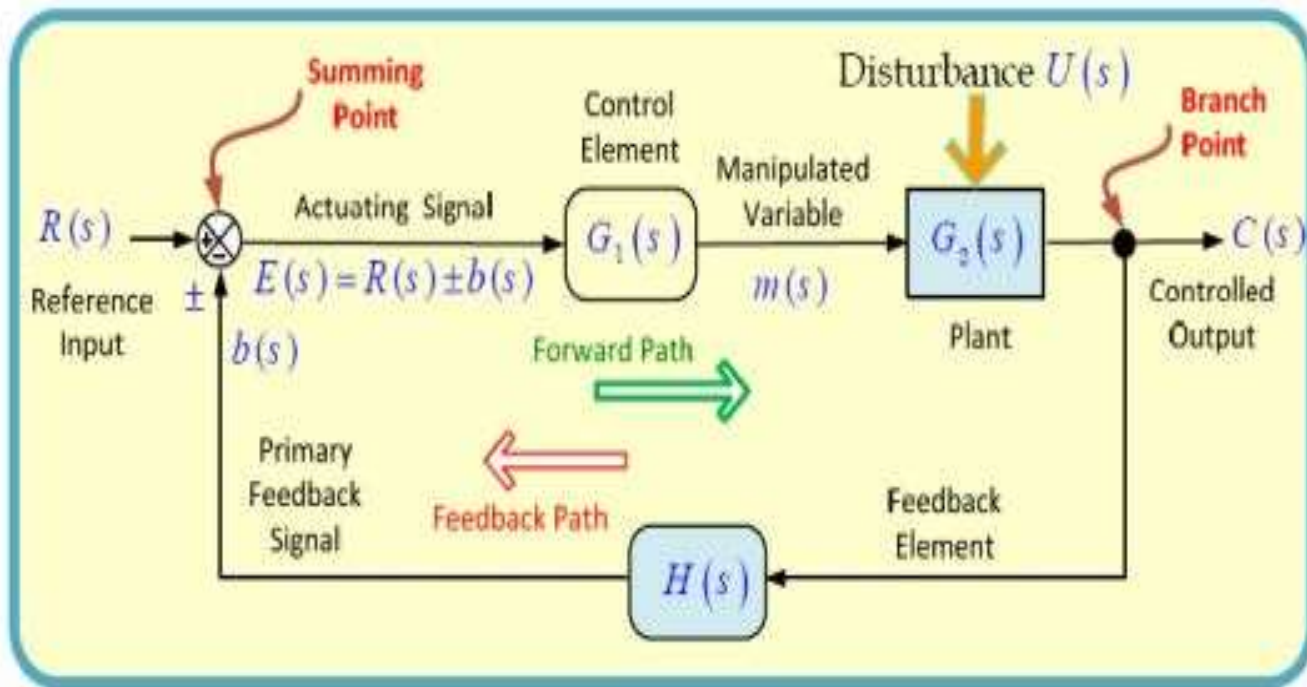 Summing
Point
Disturbance U(s)
Control
Element
Branch
Point
Manipulated
Variable
Actuating Signal
R(s)
+
−
±
E(s)=R(s)±b(s)
G₁(s)
m(s)
G₂(s)
C(s)
Reference
Input
b(s)
Plant
Controlled
Output
Forward Path
Primary
Feedback
Signal
Feedback Path
Feedback
Element
H(s)